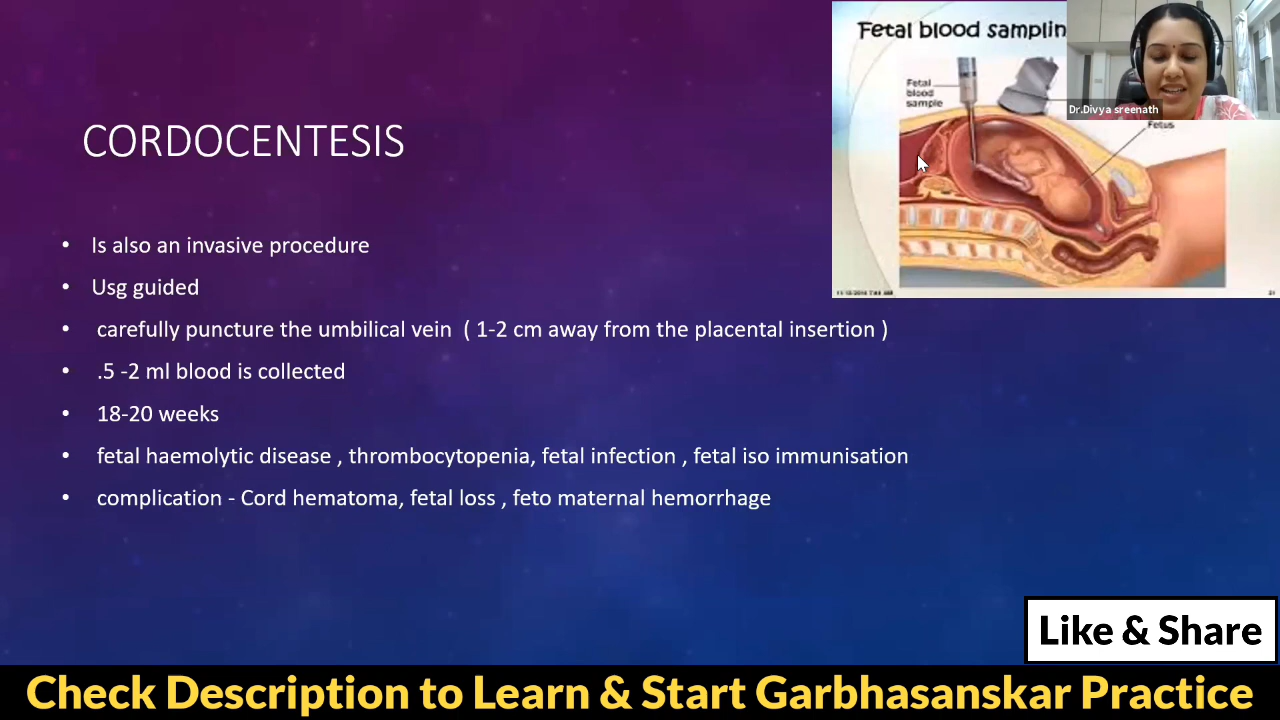 Fetal blood samplin
Fetal
blood
sample
Dr.Divya sreenath
Fetus
CORDOCENTESIS
• Is also an invasive procedure
• Usg guided
• carefully puncture the umbilical vein ( 1-2 cm away from the placental insertion )
• .5 -2 ml blood is collected
• 18-20 weeks
• fetal haemolytic disease , thrombocytopenia, fetal infection , fetal iso immunisation
• complication - Cord hematoma, fetal loss , feto maternal hemorrhage
Like & Share
Check Description to Learn & Start Garbhasanskar Practice